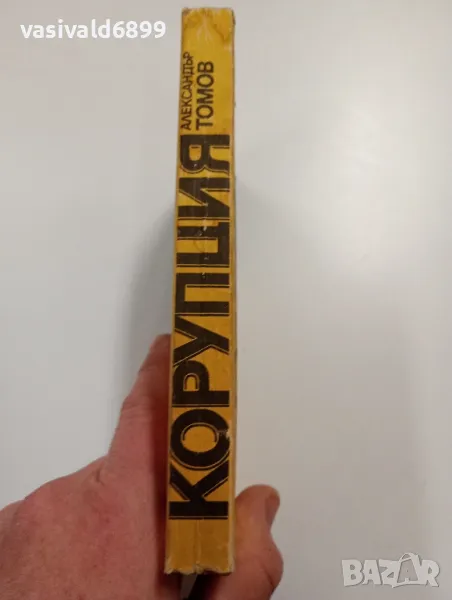 vasivald6899
АЛЕКСАНДЪР
ТОМОВ
КОРУПЦИЯ
BAZAR